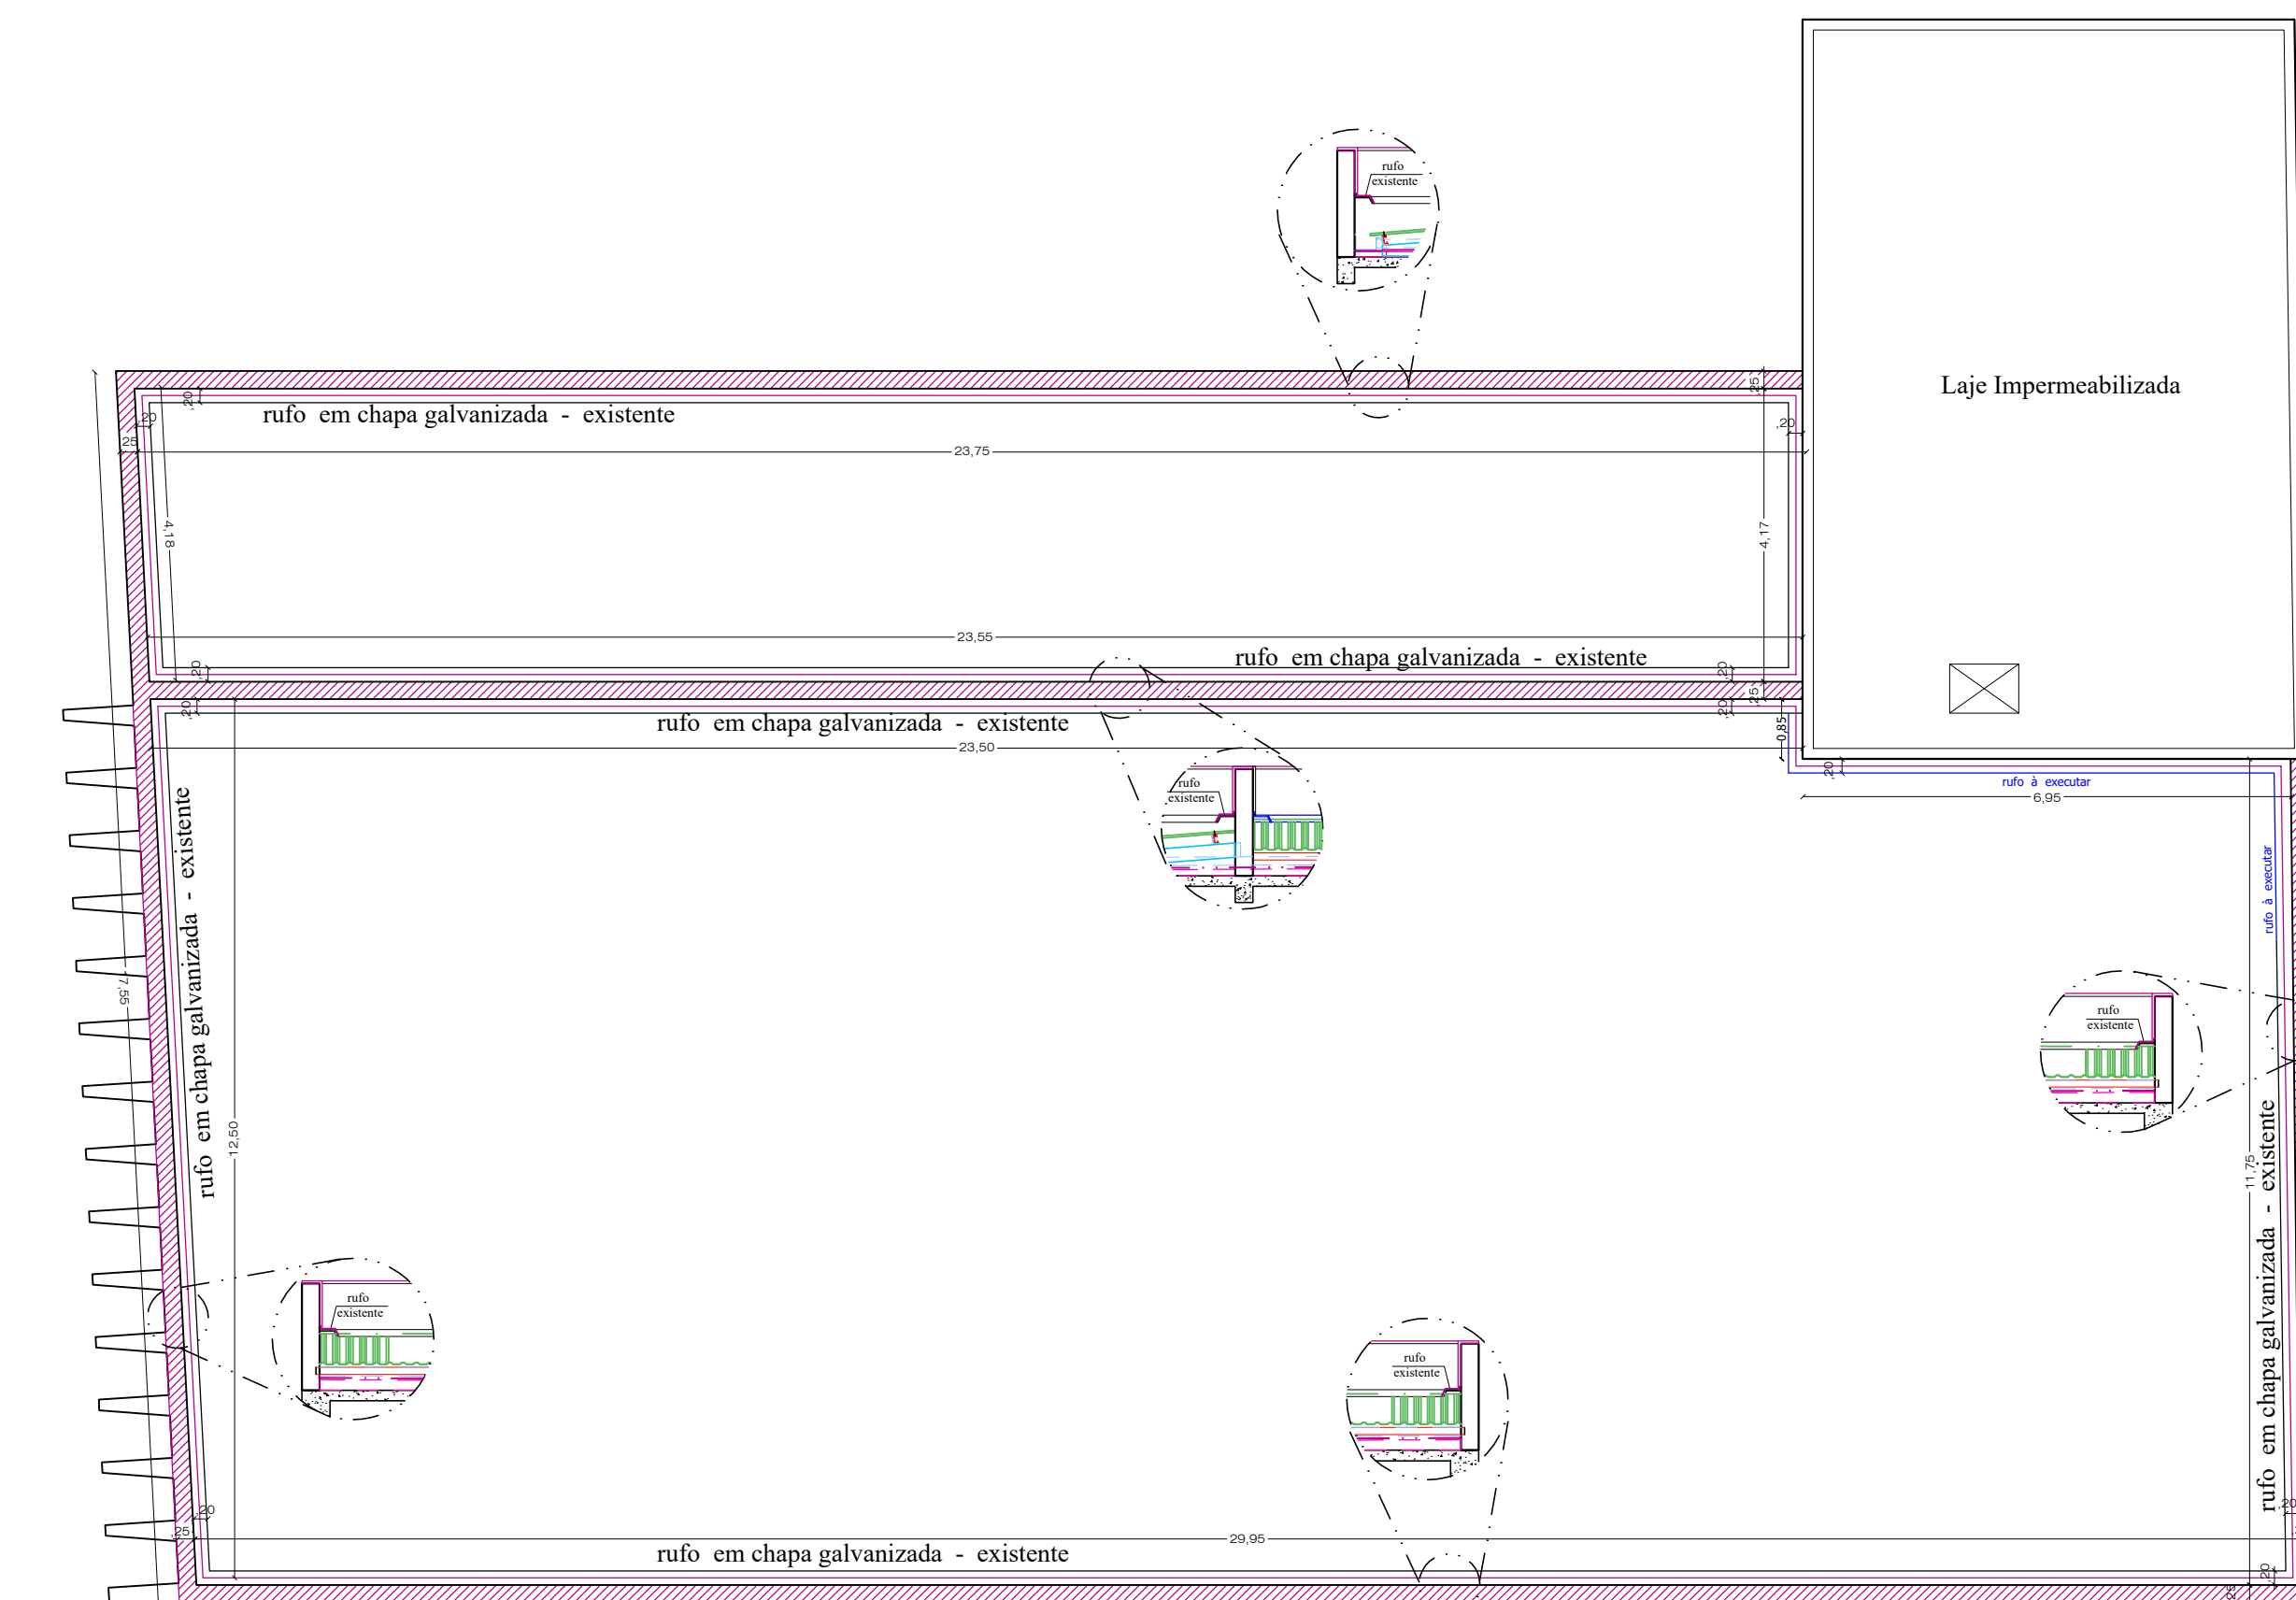 rufo
existente
,25
Laje Impermeabilizada
,20
,20
rufo em chapa galvanizada - existente
,20
25
23,75
4,18
4,17
23,55
rufo em chapa galvanizada - existente
,20
,20
,25
,20
,20
rufo em chapa galvanizada - existente
0,85
23,50
,20
rufo à executar
6,95
rufo
existente
rufo em chapa galvanizada - existente
rufo à executar
7,55
rufo
existente
12,50
11,75
rufo em chapa galvanizada - existente
rufo
existente
rufo
existente
,20
,20
,25
29,95
rufo em chapa galvanizada - existente
,20
25